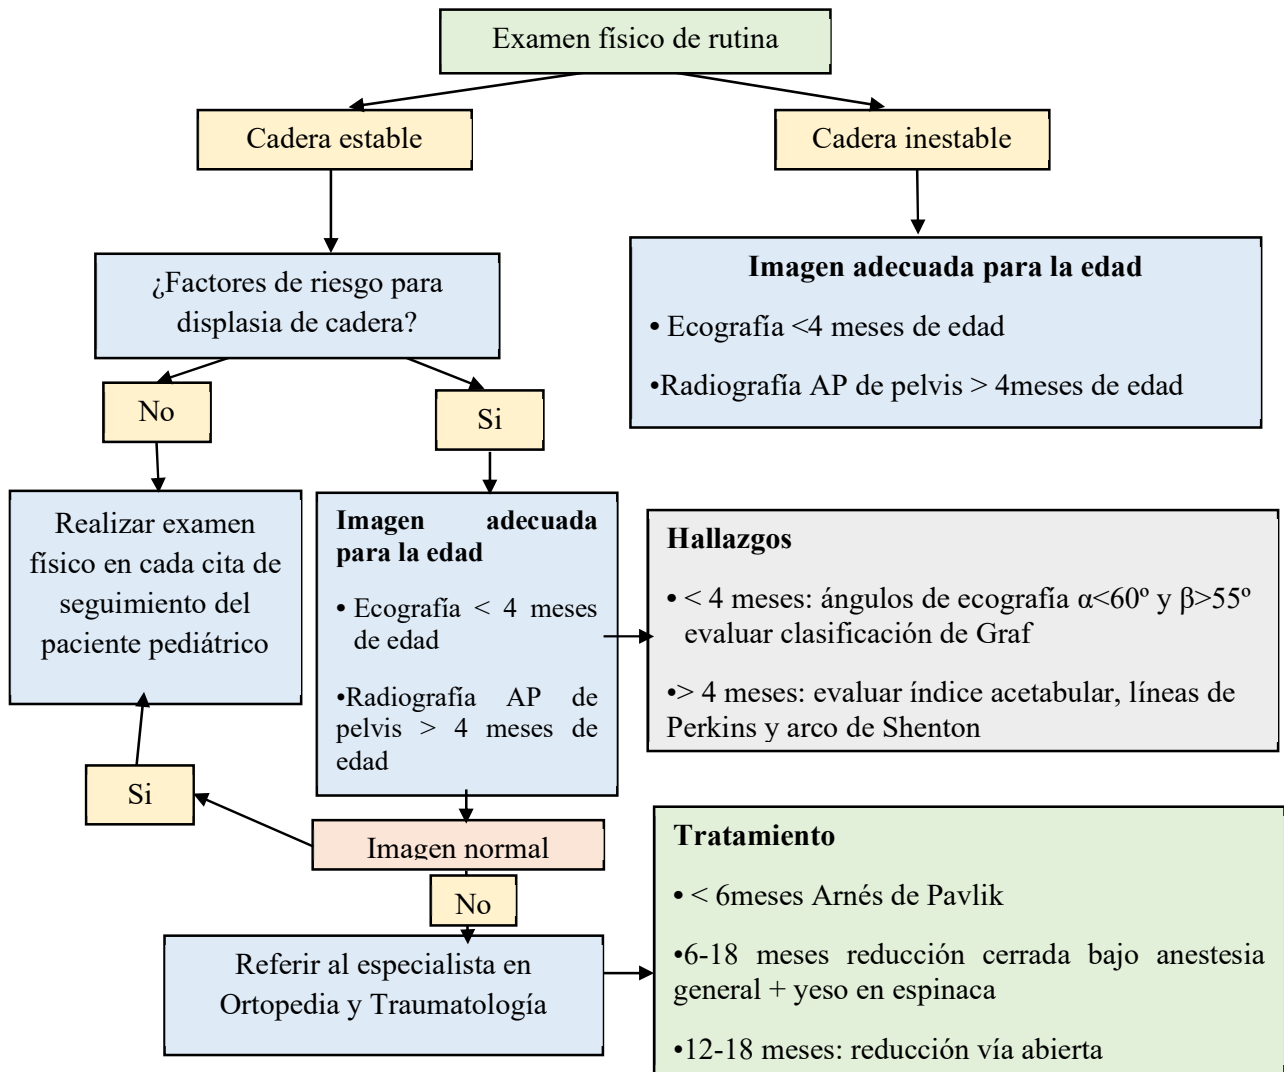 Examen físico de rutina
Cadera estable
Cadera inestable
¿Factores de riesgo para
displasia de cadera?
Imagen adecuada para la edad
• Ecografía <4 meses de edad
•Radiografía AP de pelvis > 4meses de edad
No
Si
Realizar examen
físico en cada cita de
seguimiento del
paciente pediátrico
Imagen adecuada
para la edad
• Ecografía < 4 meses
de edad
•Radiografía AP de
pelvis > 4 meses de
edad
Hallazgos
• < 4 meses: ángulos de ecografía α<60º y β>55º
evaluar clasificación de Graf
•> 4 meses: evaluar índice acetabular, líneas de
Perkins y arco de Shenton
Si
Imagen normal
No
Referir al especialista en
Ortopedia y Traumatología
Tratamiento
• < 6meses Arnés de Pavlik
•6-18 meses reducción cerrada bajo anestesia
general + yeso en espinaca
•12-18 meses: reducción vía abierta